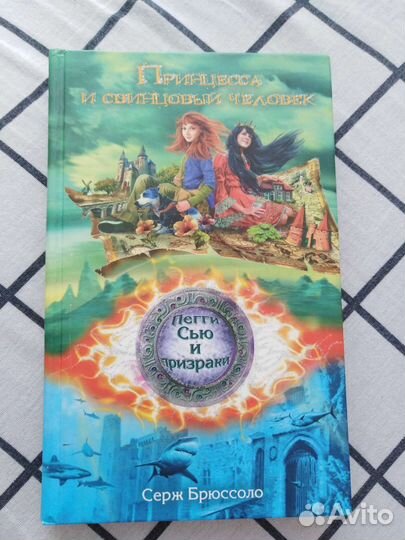 Принцесса
и свинцовый человек
Пегги
Сью
и
призраки
Серж Брюссоло
Avito